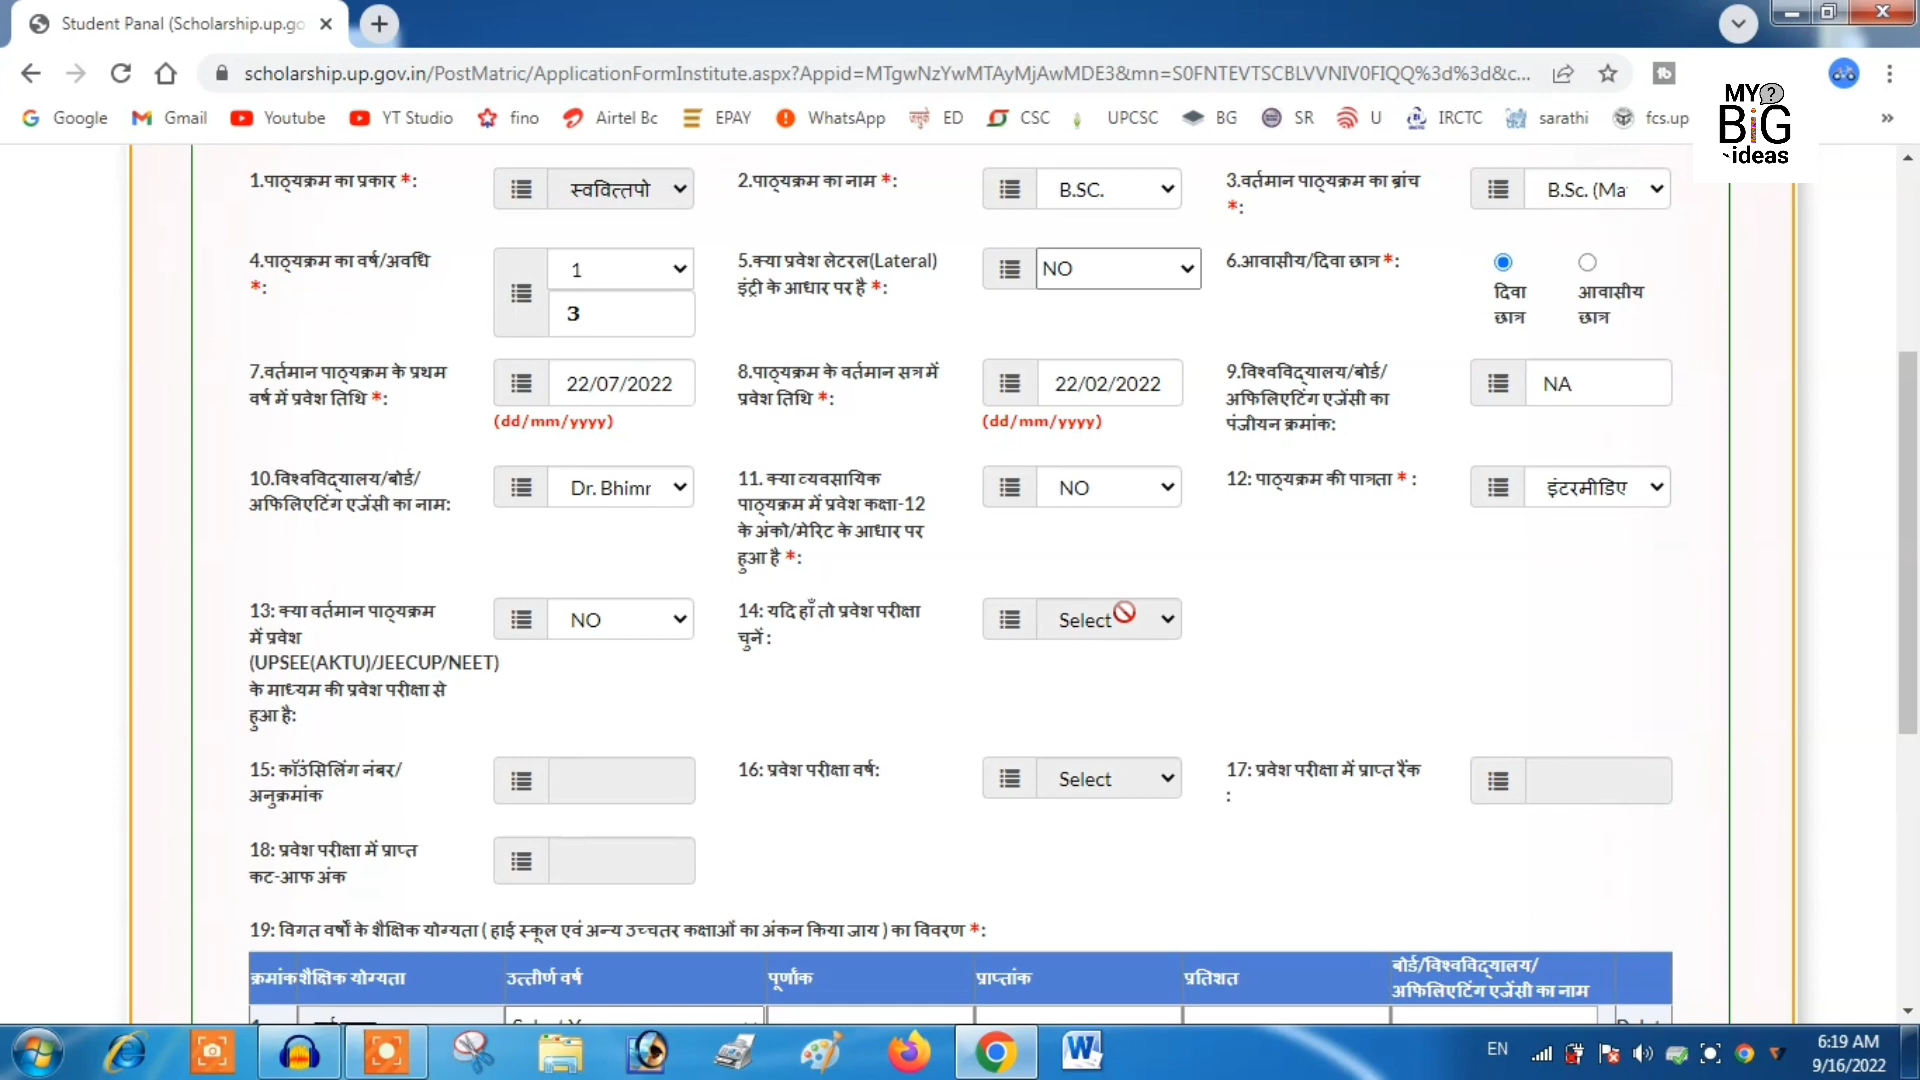 Student Panal (Scholarship.up.go
scholarship.up.gov.in/PostMatric/ApplicationFormInstitute.aspx?Appid=MTgwNzYwMTAyMjAwMDE3&mn=S0FNTEVTSCBLVVNIV0FIQQ%3d%3d&c...
Google Gmail Youtube YT Studio fino Airtel Bc EPAY WhatsApp ED CSC UPCSC BG SR U IRCTC sarathi fcs.up »
MY ?
BiG
ideas
1.पाठ्यक्रम का प्रकार *: स्ववित्तपो 2.पाठ्यक्रम का नाम *: B.SC. 3.वर्तमान पाठ्यक्रम का ब्रांच
*: B.Sc. (Ma
4.पाठ्यक्रम का वर्ष/अवधि
*: 1
3
5.क्या प्रवेश लेटरल(Lateral)
इंट्री के आधार पर है *: NO
6.आवासीय/दिवा छात्र *:
दिवा
छात्र
आवासीय
छात्र
7.वर्तमान पाठ्यक्रम के प्रथम
वर्ष में प्रवेश तिथि *: 22/07/2022
(dd/mm/yyyy)
8.पाठ्यक्रम के वर्तमान सत्र में
प्रवेश तिथि *: 22/02/2022
(dd/mm/yyyy)
9.विश्वविद्यालय/बोर्ड/
अफिलिएटिंग एजेंसी का
पंजीयन क्रमांक: NA
10.विश्वविद्यालय/बोर्ड/
अफिलिएटिंग एजेंसी का नाम: Dr. Bhimr
11. क्या व्यवसायिक
पाठ्यक्रम में प्रवेश कक्षा-12
के अंको/मेरिट के आधार पर
हुआ है *: NO
12: पाठ्यक्रम की पात्रता * : इंटरमीडिए
13: क्या वर्तमान पाठ्यक्रम
में प्रवेश
(UPSEE(AKTU)/JEECUP/NEET)
के माध्यम की प्रवेश परीक्षा से
हुआ है: NO
14: यदि हाँ तो प्रवेश परीक्षा
चुनें : Select
15: कॉउंसिलिंग नंबर/
अनुक्रमांक
16: प्रवेश परीक्षा वर्ष: Select
17: प्रवेश परीक्षा में प्राप्त रैंक
:
18: प्रवेश परीक्षा में प्राप्त
कट-आफ अंक
19: विगत वर्षों के शैक्षिक योग्यता ( हाई स्कूल एवं अन्य उच्चतर कक्षाओं का अंकन किया जाय ) का विवरण *:
क्रमांक शैक्षिक योग्यता उत्तीर्ण वर्ष पूर्णांक प्राप्तांक प्रतिशत बोर्ड/विश्वविद्यालय/
अफिलिएटिंग एजेंसी का नाम
EN
6:19 AM
9/16/2022